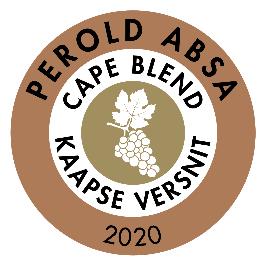 PEROLD ABSA
CAPE BLEND
KAAPSE VERSNIT
2020